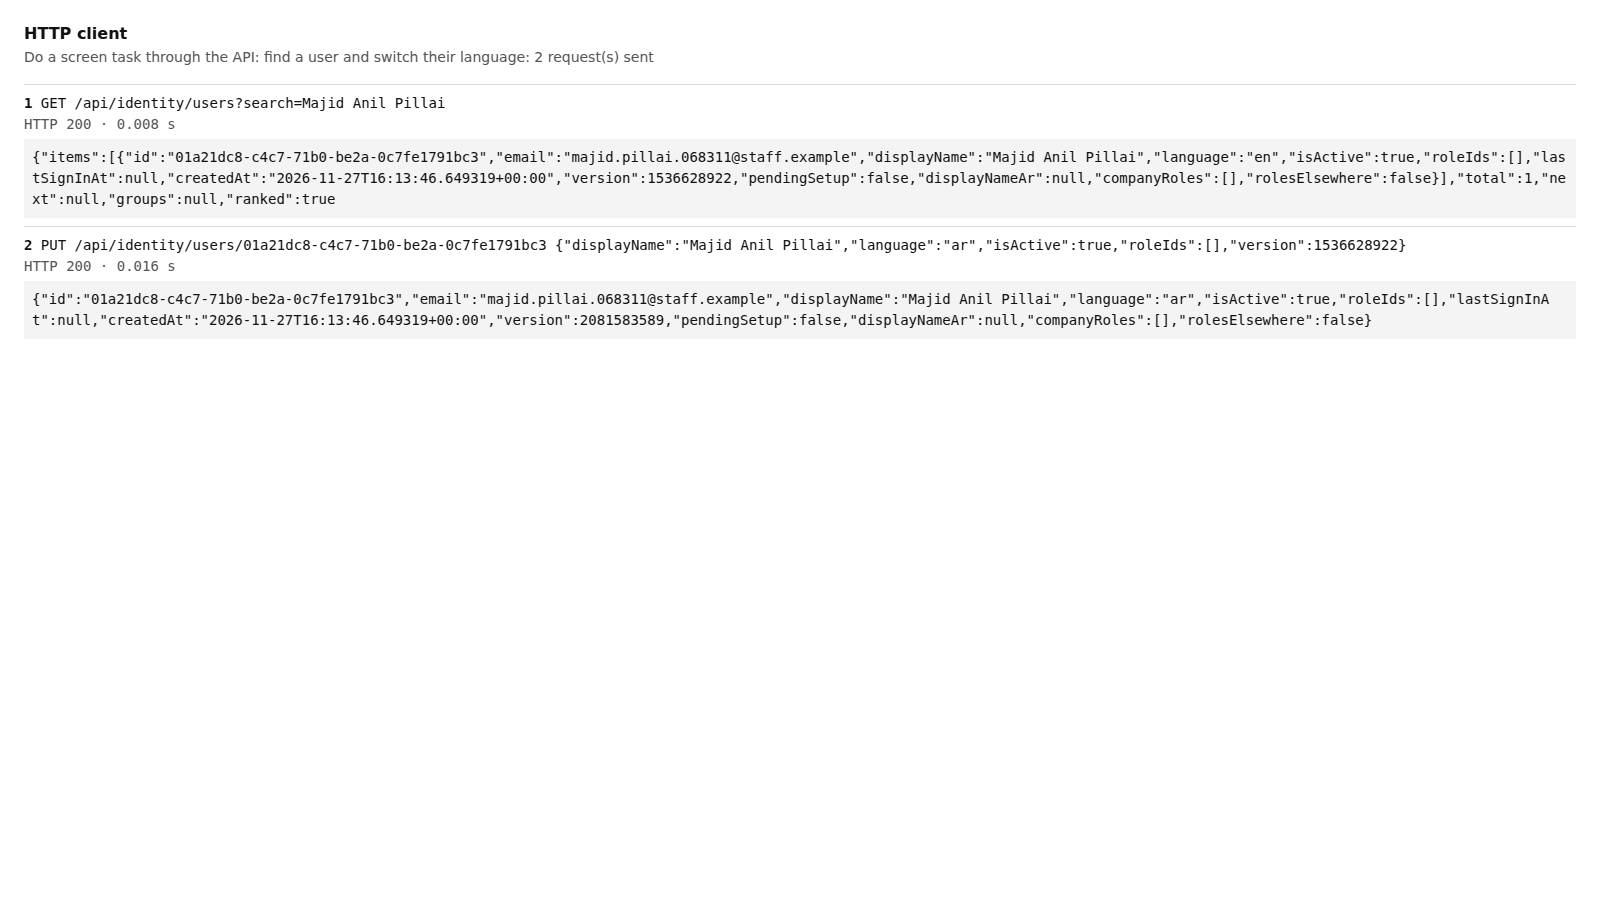 HTTP client
Do a screen task through the API: find a user and switch their language: 2 request(s) sent
1 GET /api/identity/users?search=Majid Anil Pillai
HTTP 200 · 0.008 s
{"items":[{"id":"01a21dc8-c4c7-71b0-be2a-0c7fe1791bc3","email":"majid.pillai.068311@staff.example","displayName":"Majid Anil Pillai","language":"en","isActive":true,"roleIds":[],"las
tSignInAt":null,"createdAt":"2026-11-27T16:13:46.649319+00:00","version":1536628922,"pendingSetup":false,"displayNameAr":null,"companyRoles":[],"rolesElsewhere":false}],"total":1,"ne
xt":null,"groups":null,"ranked":true
2 PUT /api/identity/users/01a21dc8-c4c7-71b0-be2a-0c7fe1791bc3 {"displayName":"Majid Anil Pillai","language":"ar","isActive":true,"roleIds":[],"version":1536628922}
HTTP 200 · 0.016 s
{"id":"01a21dc8-c4c7-71b0-be2a-0c7fe1791bc3","email":"majid.pillai.068311@staff.example","displayName":"Majid Anil Pillai","language":"ar","isActive":true,"roleIds":[],"lastSignInA
t":null,"createdAt":"2026-11-27T16:13:46.649319+00:00","version":2081583589,"pendingSetup":false,"displayNameAr":null,"companyRoles":[],"rolesElsewhere":false}